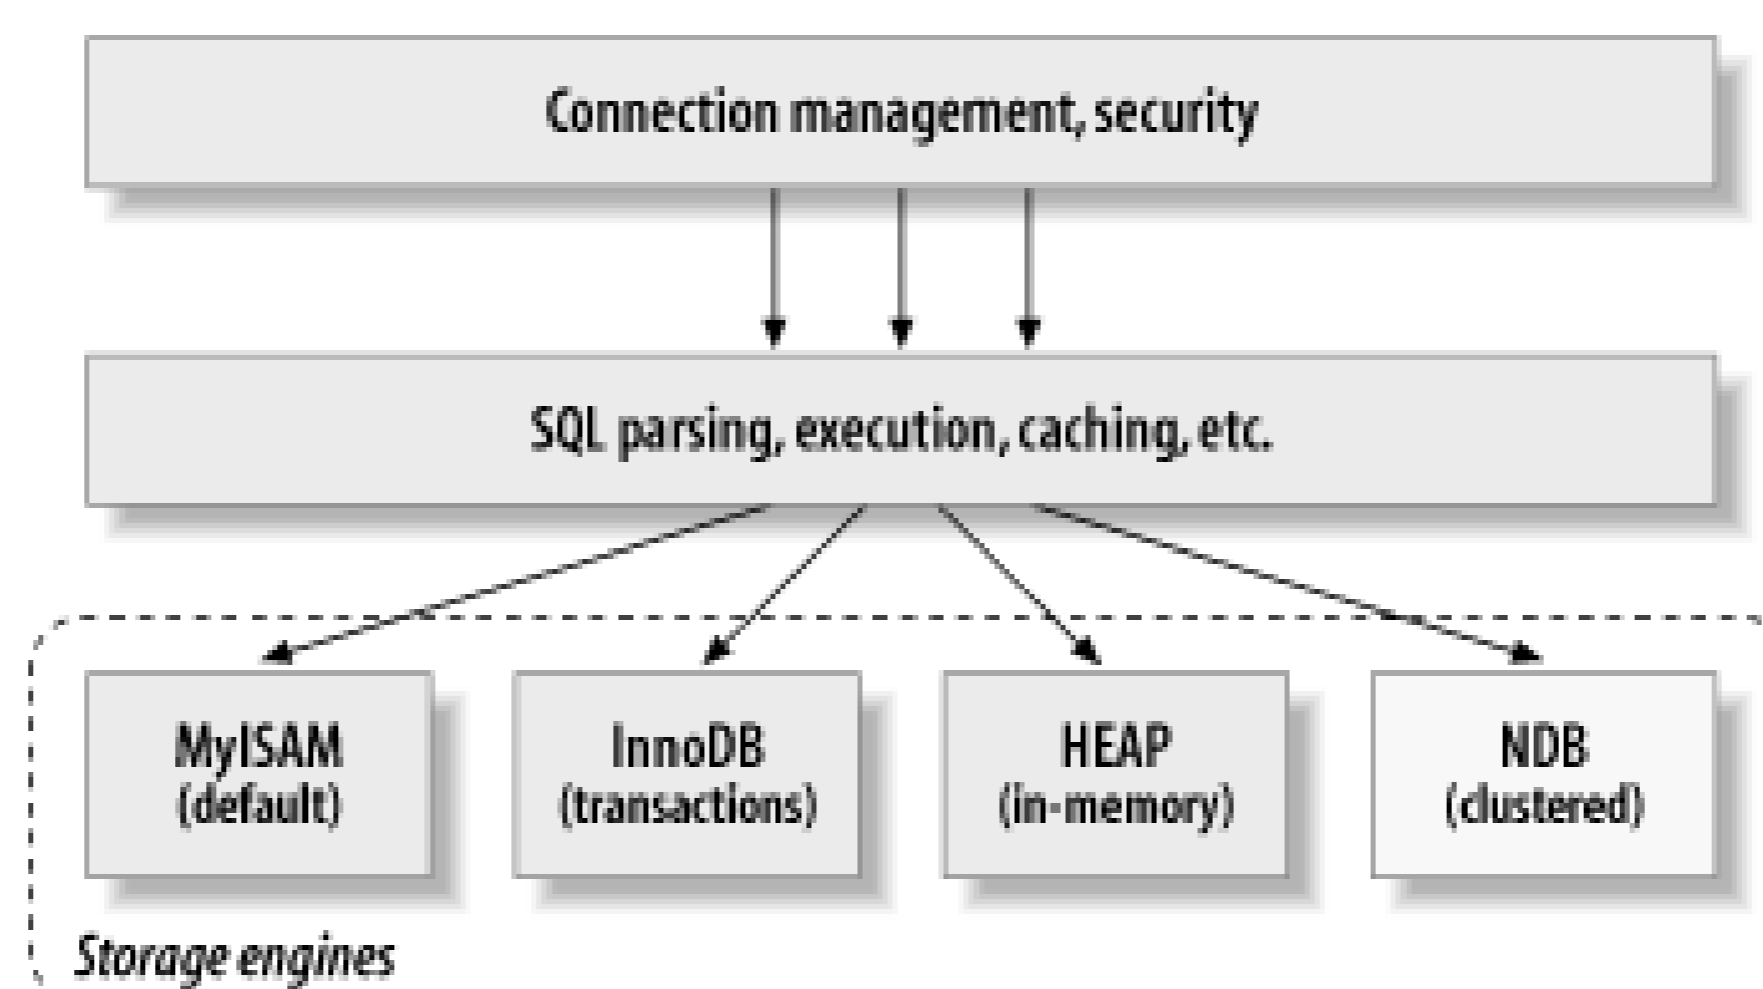 Connection management, security
SQL parsing, execution, caching, etc.
MyISAM
(default)
InnoDB
(transactions)
HEAP
(in-memory)
NDB
(clustered)
Storage engines